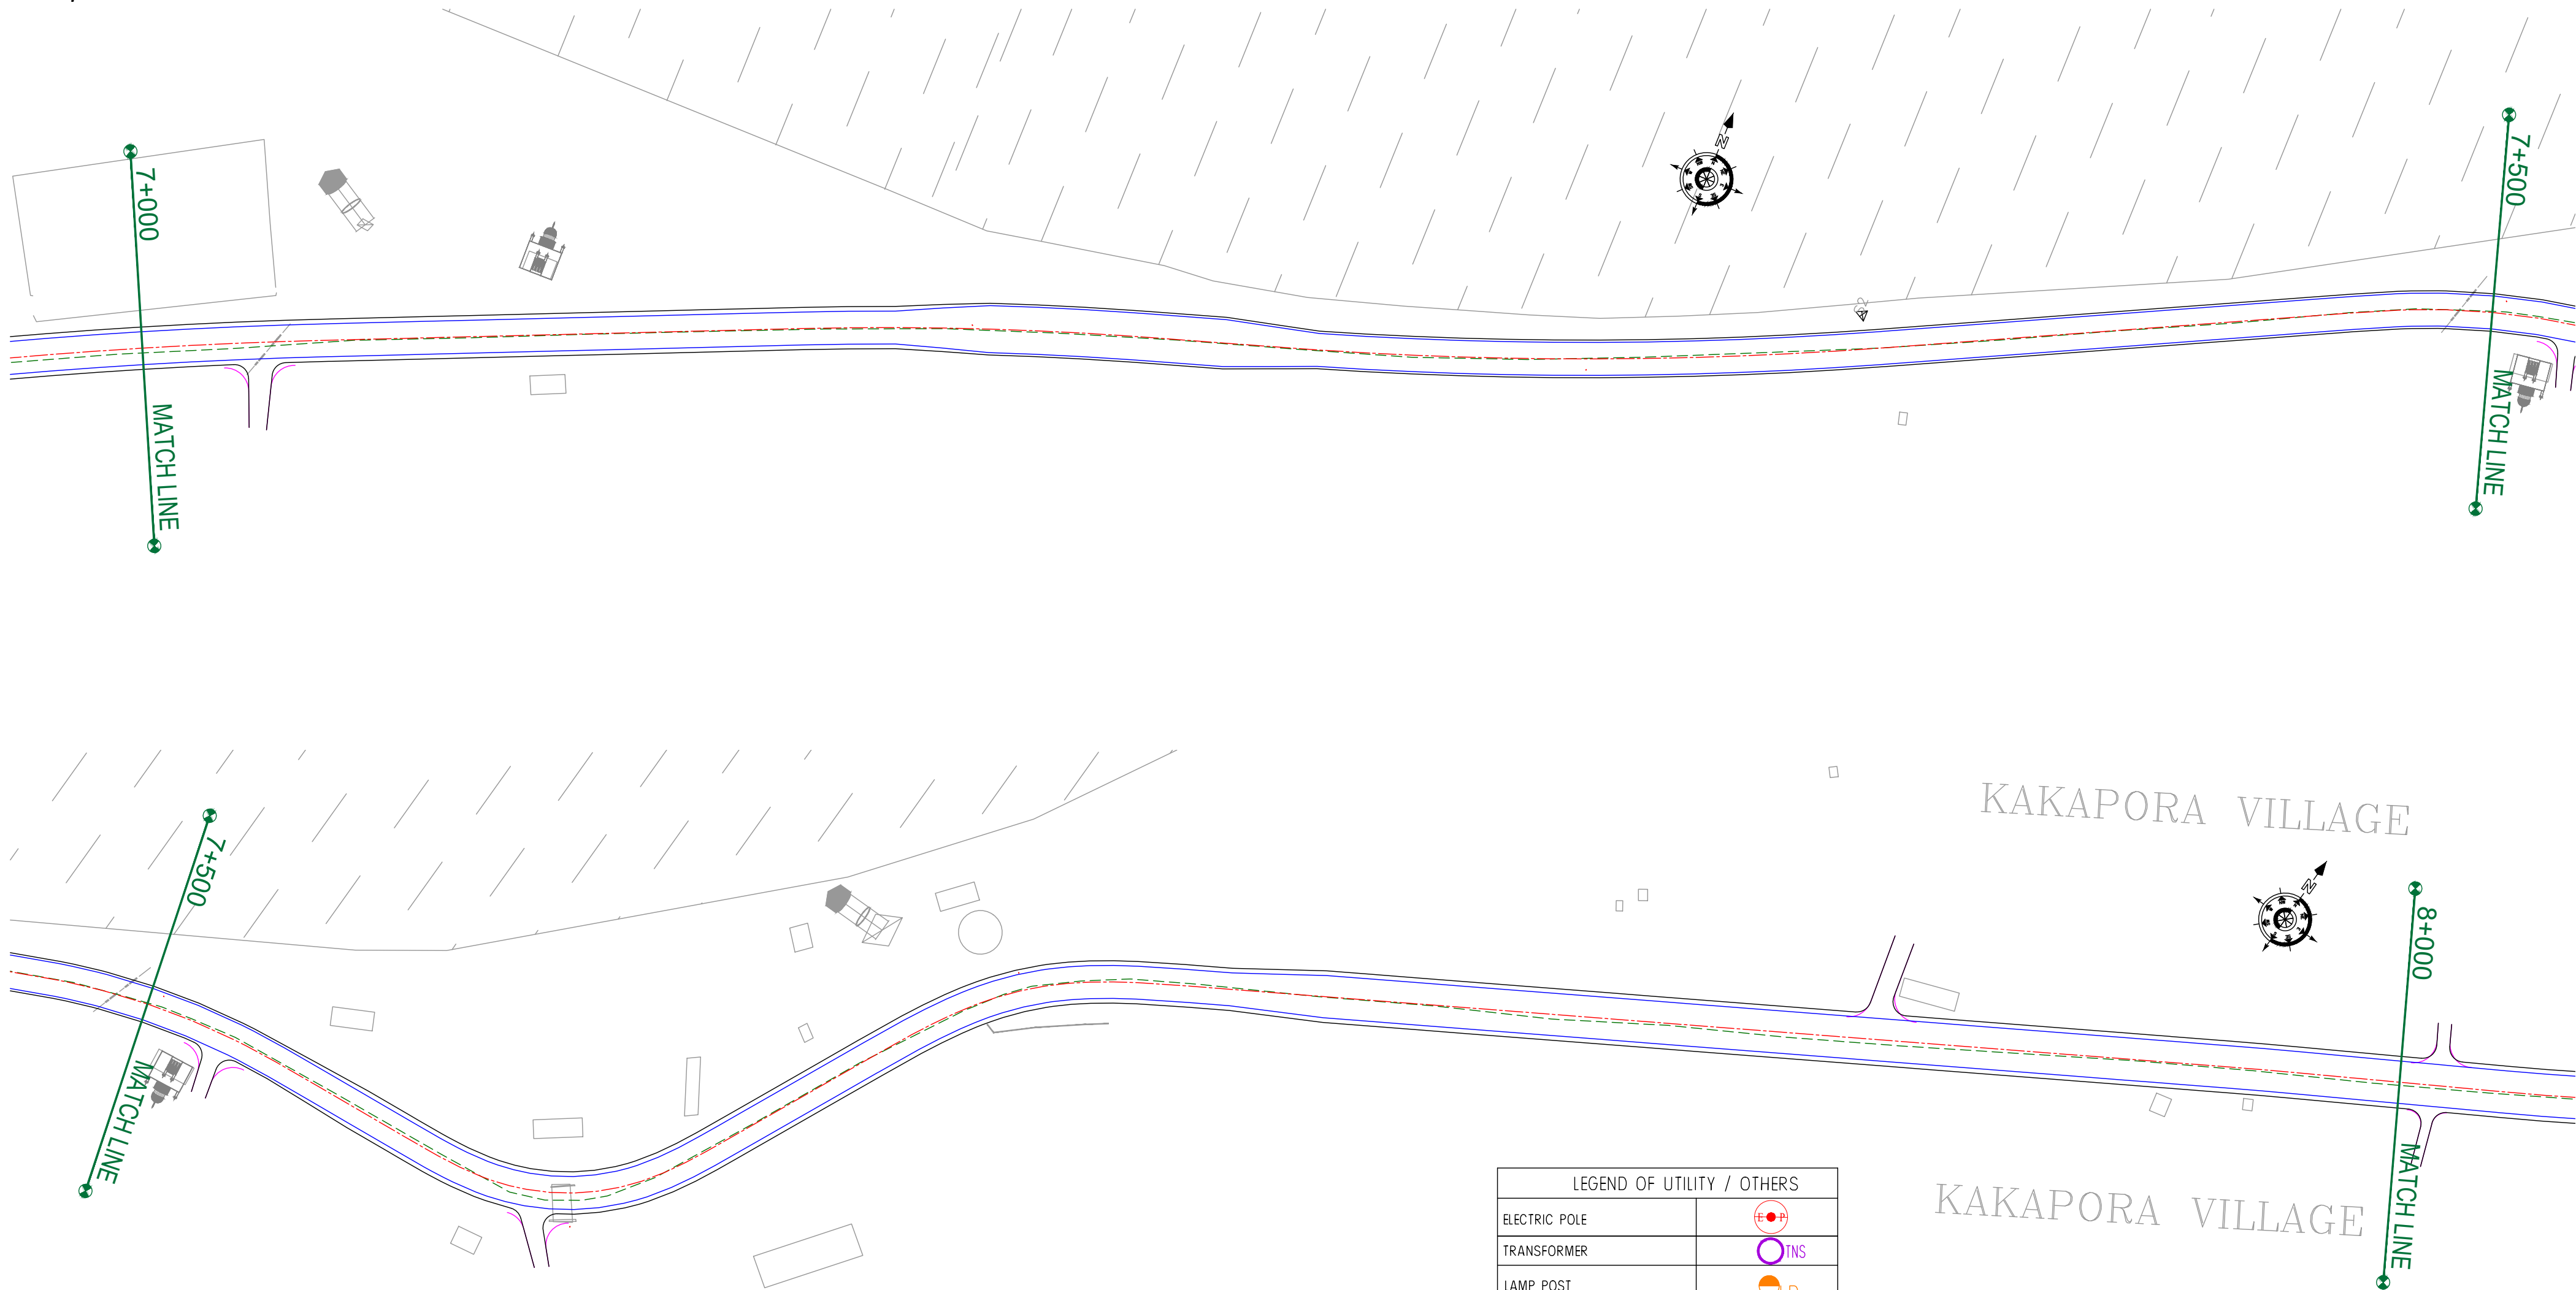 7+000
MATCH LINE
N
7+500
MATCH LINE
7+500
MATCH LINE
KAKAPORA VILLAGE
N
8+000
MATCH LINE
KAKAPORA VILLAGE
LEGEND OF UTILITY / OTHERS
ELECTRIC POLE E P
TRANSFORMER TNS
LAMP POST